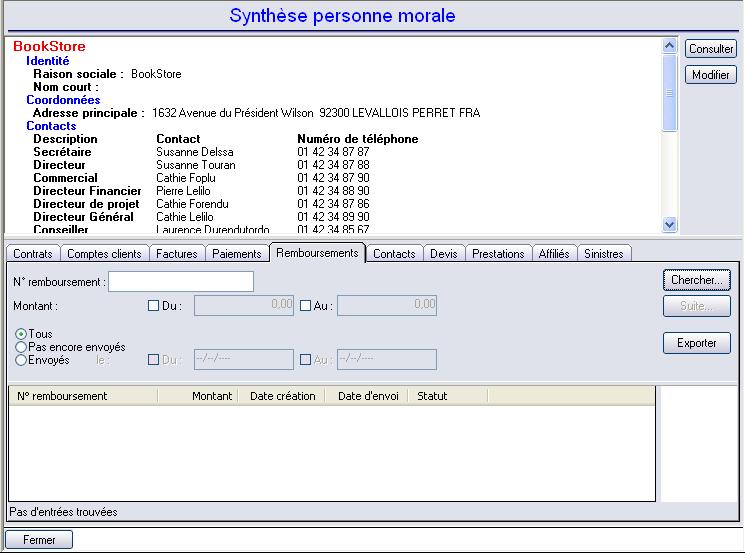 Synthèse personne morale
BookStore
Identité
Raison sociale : BookStore
Nom court :
Coordonnées
Adresse principale : 1632 Avenue du Président Wilson 92300 LEVALLOIS PERRET FRA
Contacts
Description Contact Numéro de téléphone
Secrétaire Susanne Delssa 01 42 34 87 87
Directeur Susanne Touran 01 42 34 87 88
Commercial Cathie Foplu 01 42 34 87 90
Directeur Financier Pierre Lelilo 01 42 34 88 90
Directeur de projet Cathie Forendu 01 42 34 87 86
Directeur Général Cathie Lelilo 01 42 34 89 90
Conseiller Laurence Durendutordo 01 42 34 85 67
Consulter
Modifier
Contrats Comptes clients Factures Paiements Remboursements Contacts Devis Prestations Affiliés Sinistres
N° remboursement :
Chercher...
Montant : Du : 0,00 Au : 0,00
Suite...
Tous
Pas encore envoyés
Exporter
Envoyés le : Du : --/--/---- Au : --/--/----
N° remboursement Montant Date création Date d'envoi Statut
Pas d'entrées trouvées
Fermer